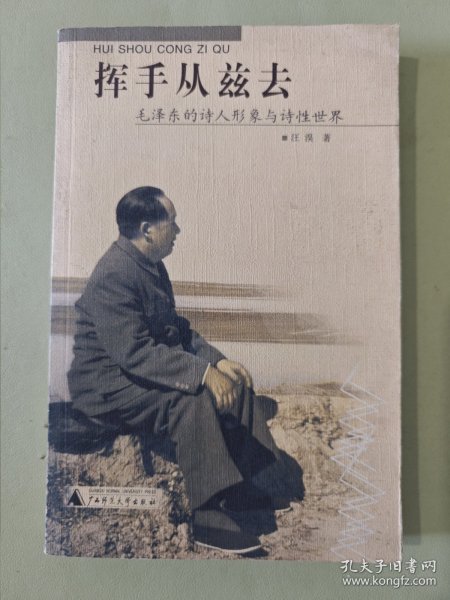 HUI SHOU CONG ZI QU
挥手从兹去
毛泽东的诗人形象与诗性世界
汪漠 著
GUANGXI NORMAL UNIVERSITY PRESS
广西师范大学出版社
孔夫子旧书网
www.kongfz.com